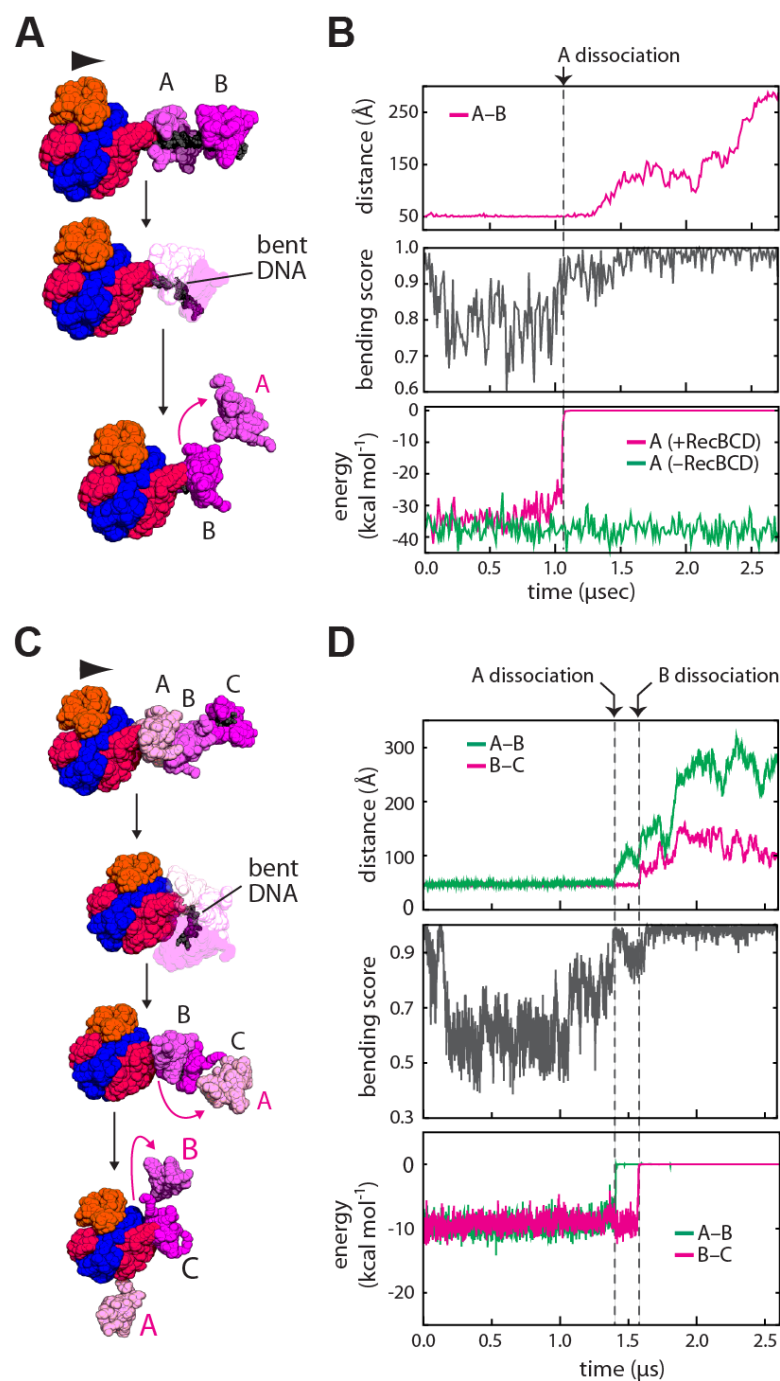 A
B
A
B
A dissociation
A–B
distance (Å)
250
150
50
bent
DNA
bending score
1.0
0.9
0.8
0.7
0.6
A
B
energy
(kcal mol-1)
0
-10
-20
-30
-40
A (+RecBCD)
A (–RecBCD)
0.0
0.5
1.0
1.5
2.0
2.5
time (μsec)
C
D
A
B
C
A dissociation
B dissociation
A–B
B–C
distance (Å)
300
200
100
0
bent
DNA
bending score
0.9
0.7
0.5
0.3
B
C
A
B
C
A
energy
(kcal mol-1)
0
-10
-20
A–B
B–C
0.0
0.5
1.0
1.5
2.0
2.5
time (μs)